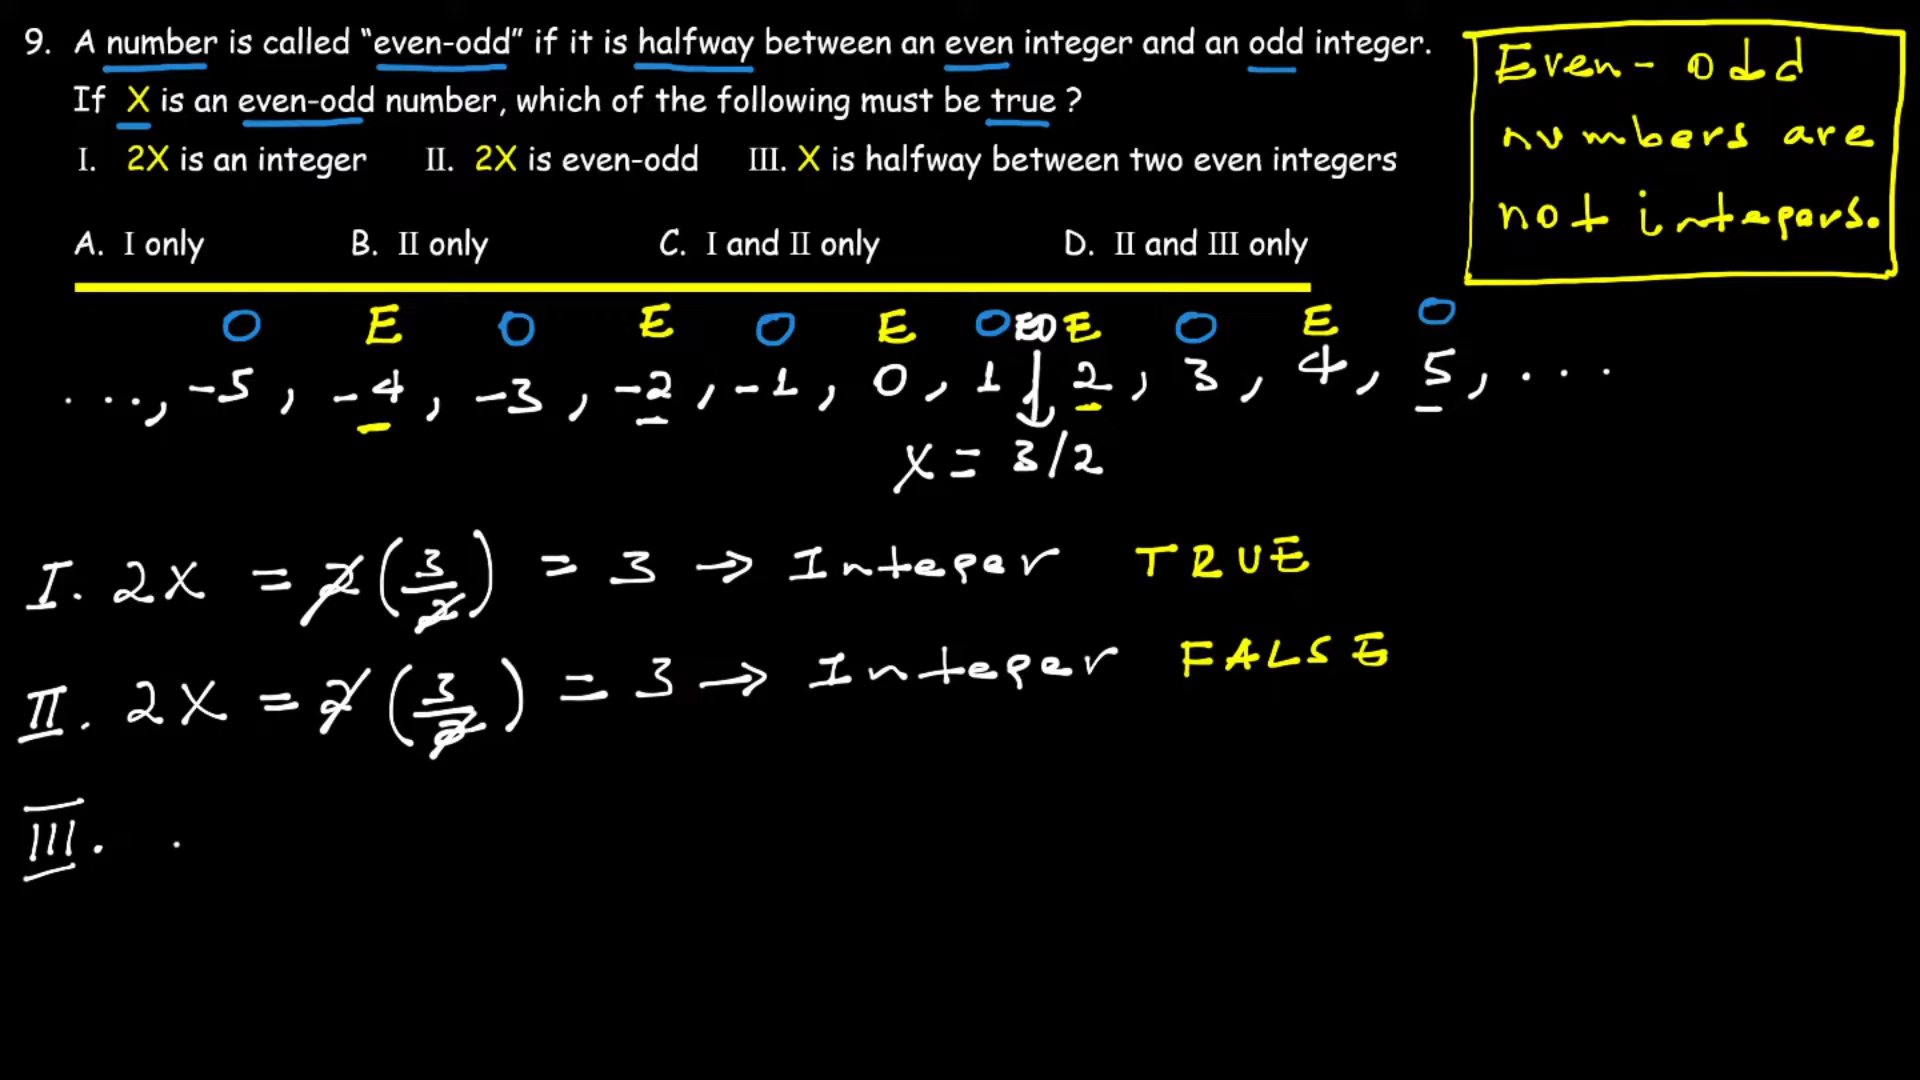 9. A number is called “even-odd” if it is halfway between an even integer and an odd integer.
If X is an even-odd number, which of the following must be true ?
I. 2X is an integer II. 2X is even-odd III. X is halfway between two even integers
A. I only B. II only C. I and II only D. II and III only
Even-odd
numbers are
not integers.
O E O E O E O EO E O E O
..., -5, -4, -3, -2, -1, 0, 1 2, 3, 4, 5, ...
X = 3/2
I. 2X = 2(3/2) = 3 → Integer TRUE
II. 2X = 2(3/2) = 3 → Integer FALSE
III.